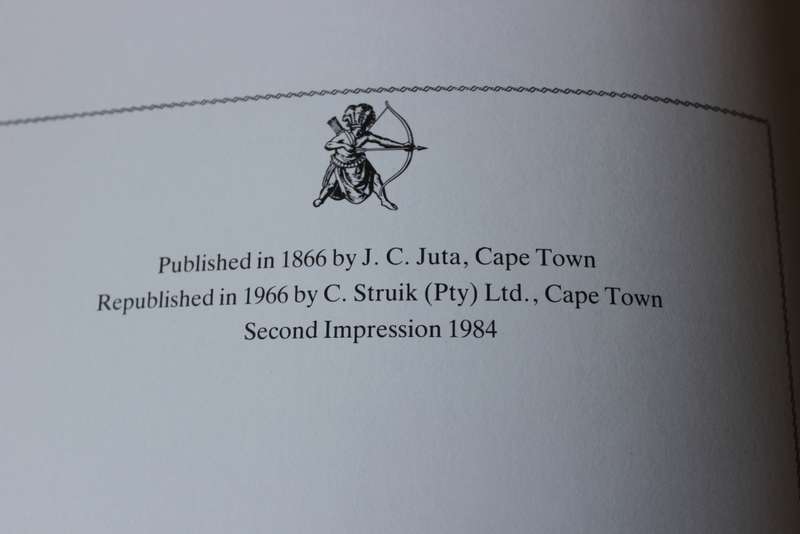 Published in 1866 by J. C. Juta, Cape Town
Republished in 1966 by C. Struik (Pty) Ltd., Cape Town
Second Impression 1984